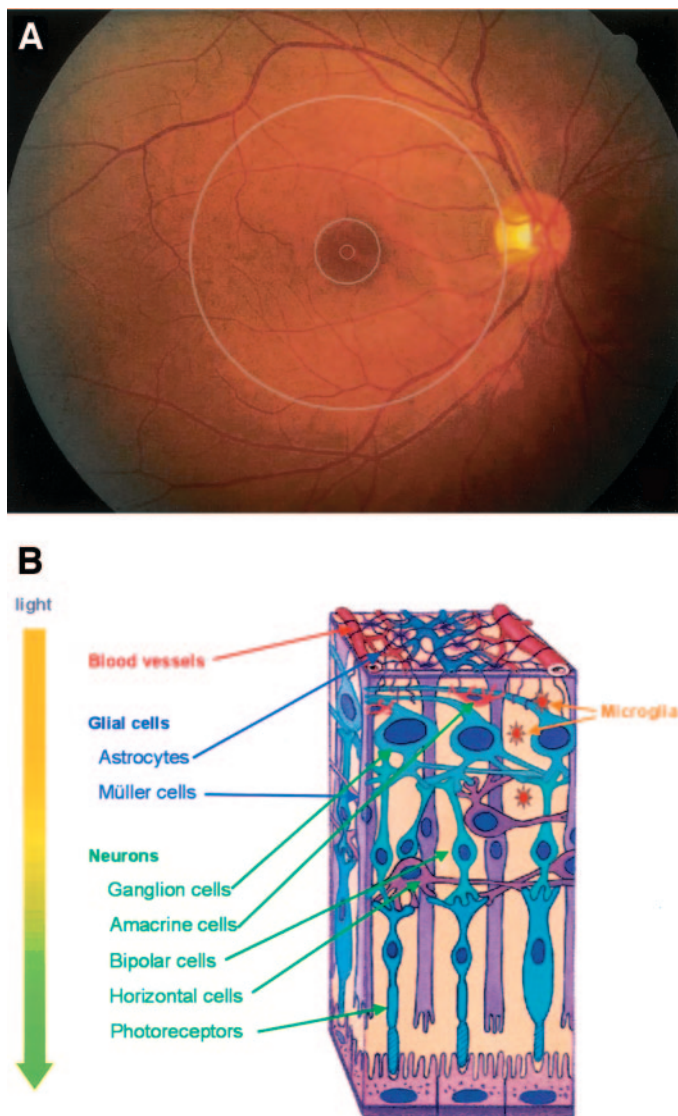 A
B
light
Blood vessels
Glial cells
Astrocytes
Müller cells
Microglia
Neurons
Ganglion cells
Amacrine cells
Bipolar cells
Horizontal cells
Photoreceptors